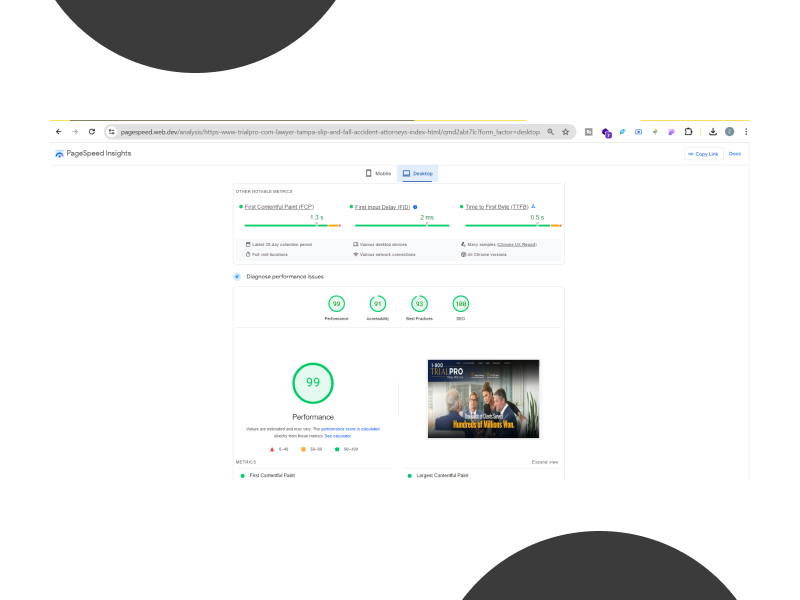 pagespeed.web.dev/analysis/https-www-trialpro-com-lawyer-tampa-slip-and-fall-accident-attorneys-index-html/qmd2abt7lc?form_factor=desktop
PageSpeed Insights
Copy Link
Docs
Mobile
Desktop
OTHER NOTABLE METRICS
First Contentful Paint (FCP)
1.3 s
First Input Delay (FID)
2 ms
Time to First Byte (TTFB)
0.5 s
Latest 28-day collection period
Various desktop devices
Many samples (Chrome UX Report)
Full visit durations
Various network connections
All Chrome versions
Diagnose performance issues
99
Performance
91
Accessibility
93
Best Practices
100
SEO
99
Performance
Values are estimated and may vary. The performance score is calculated
directly from these metrics. See calculator.
0–49
50–89
90–100
1-800
TRIAL PRO
Thousands of Clients Served
Hundreds of Millions Won.
METRICS
Expand view
First Contentful Paint
Largest Contentful Paint